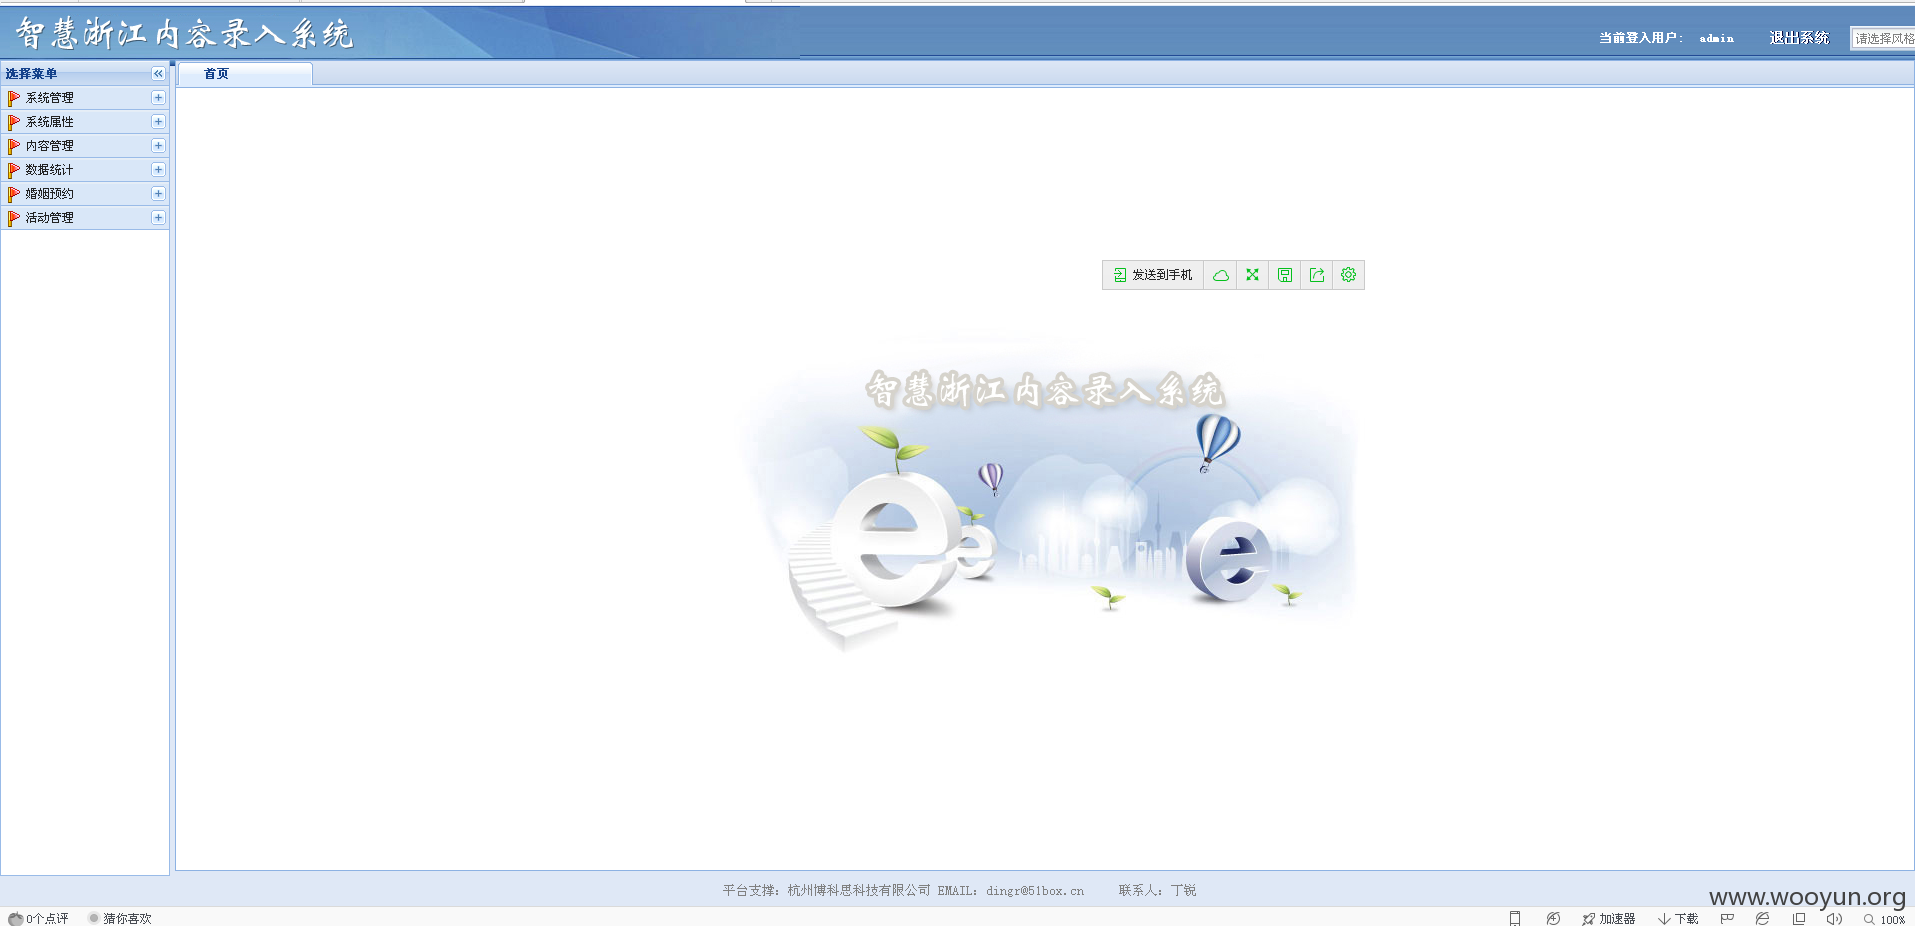 智慧浙江内容录入系统
当前登入用户： admin 退出系统 请选择风格
选择菜单
首页
系统管理
系统属性
内容管理
数据统计
婚姻预约
活动管理
发送到手机
智慧浙江内容录入系统
平台支撑：杭州博科思科技有限公司 EMAIL：dingr@51box.cn 联系人：丁锐
www.wooyun.org
0个点评 猜你喜欢 加速器 下载 100%